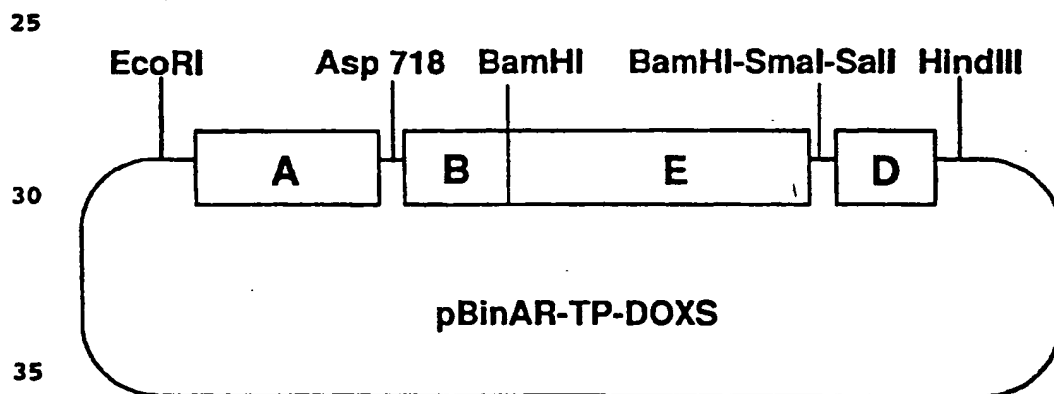 25
EcoRI Asp 718 BamHI BamHI-SmaI-SalI HindIII
A B E D
30
pBinAR-TP-DOXS
35